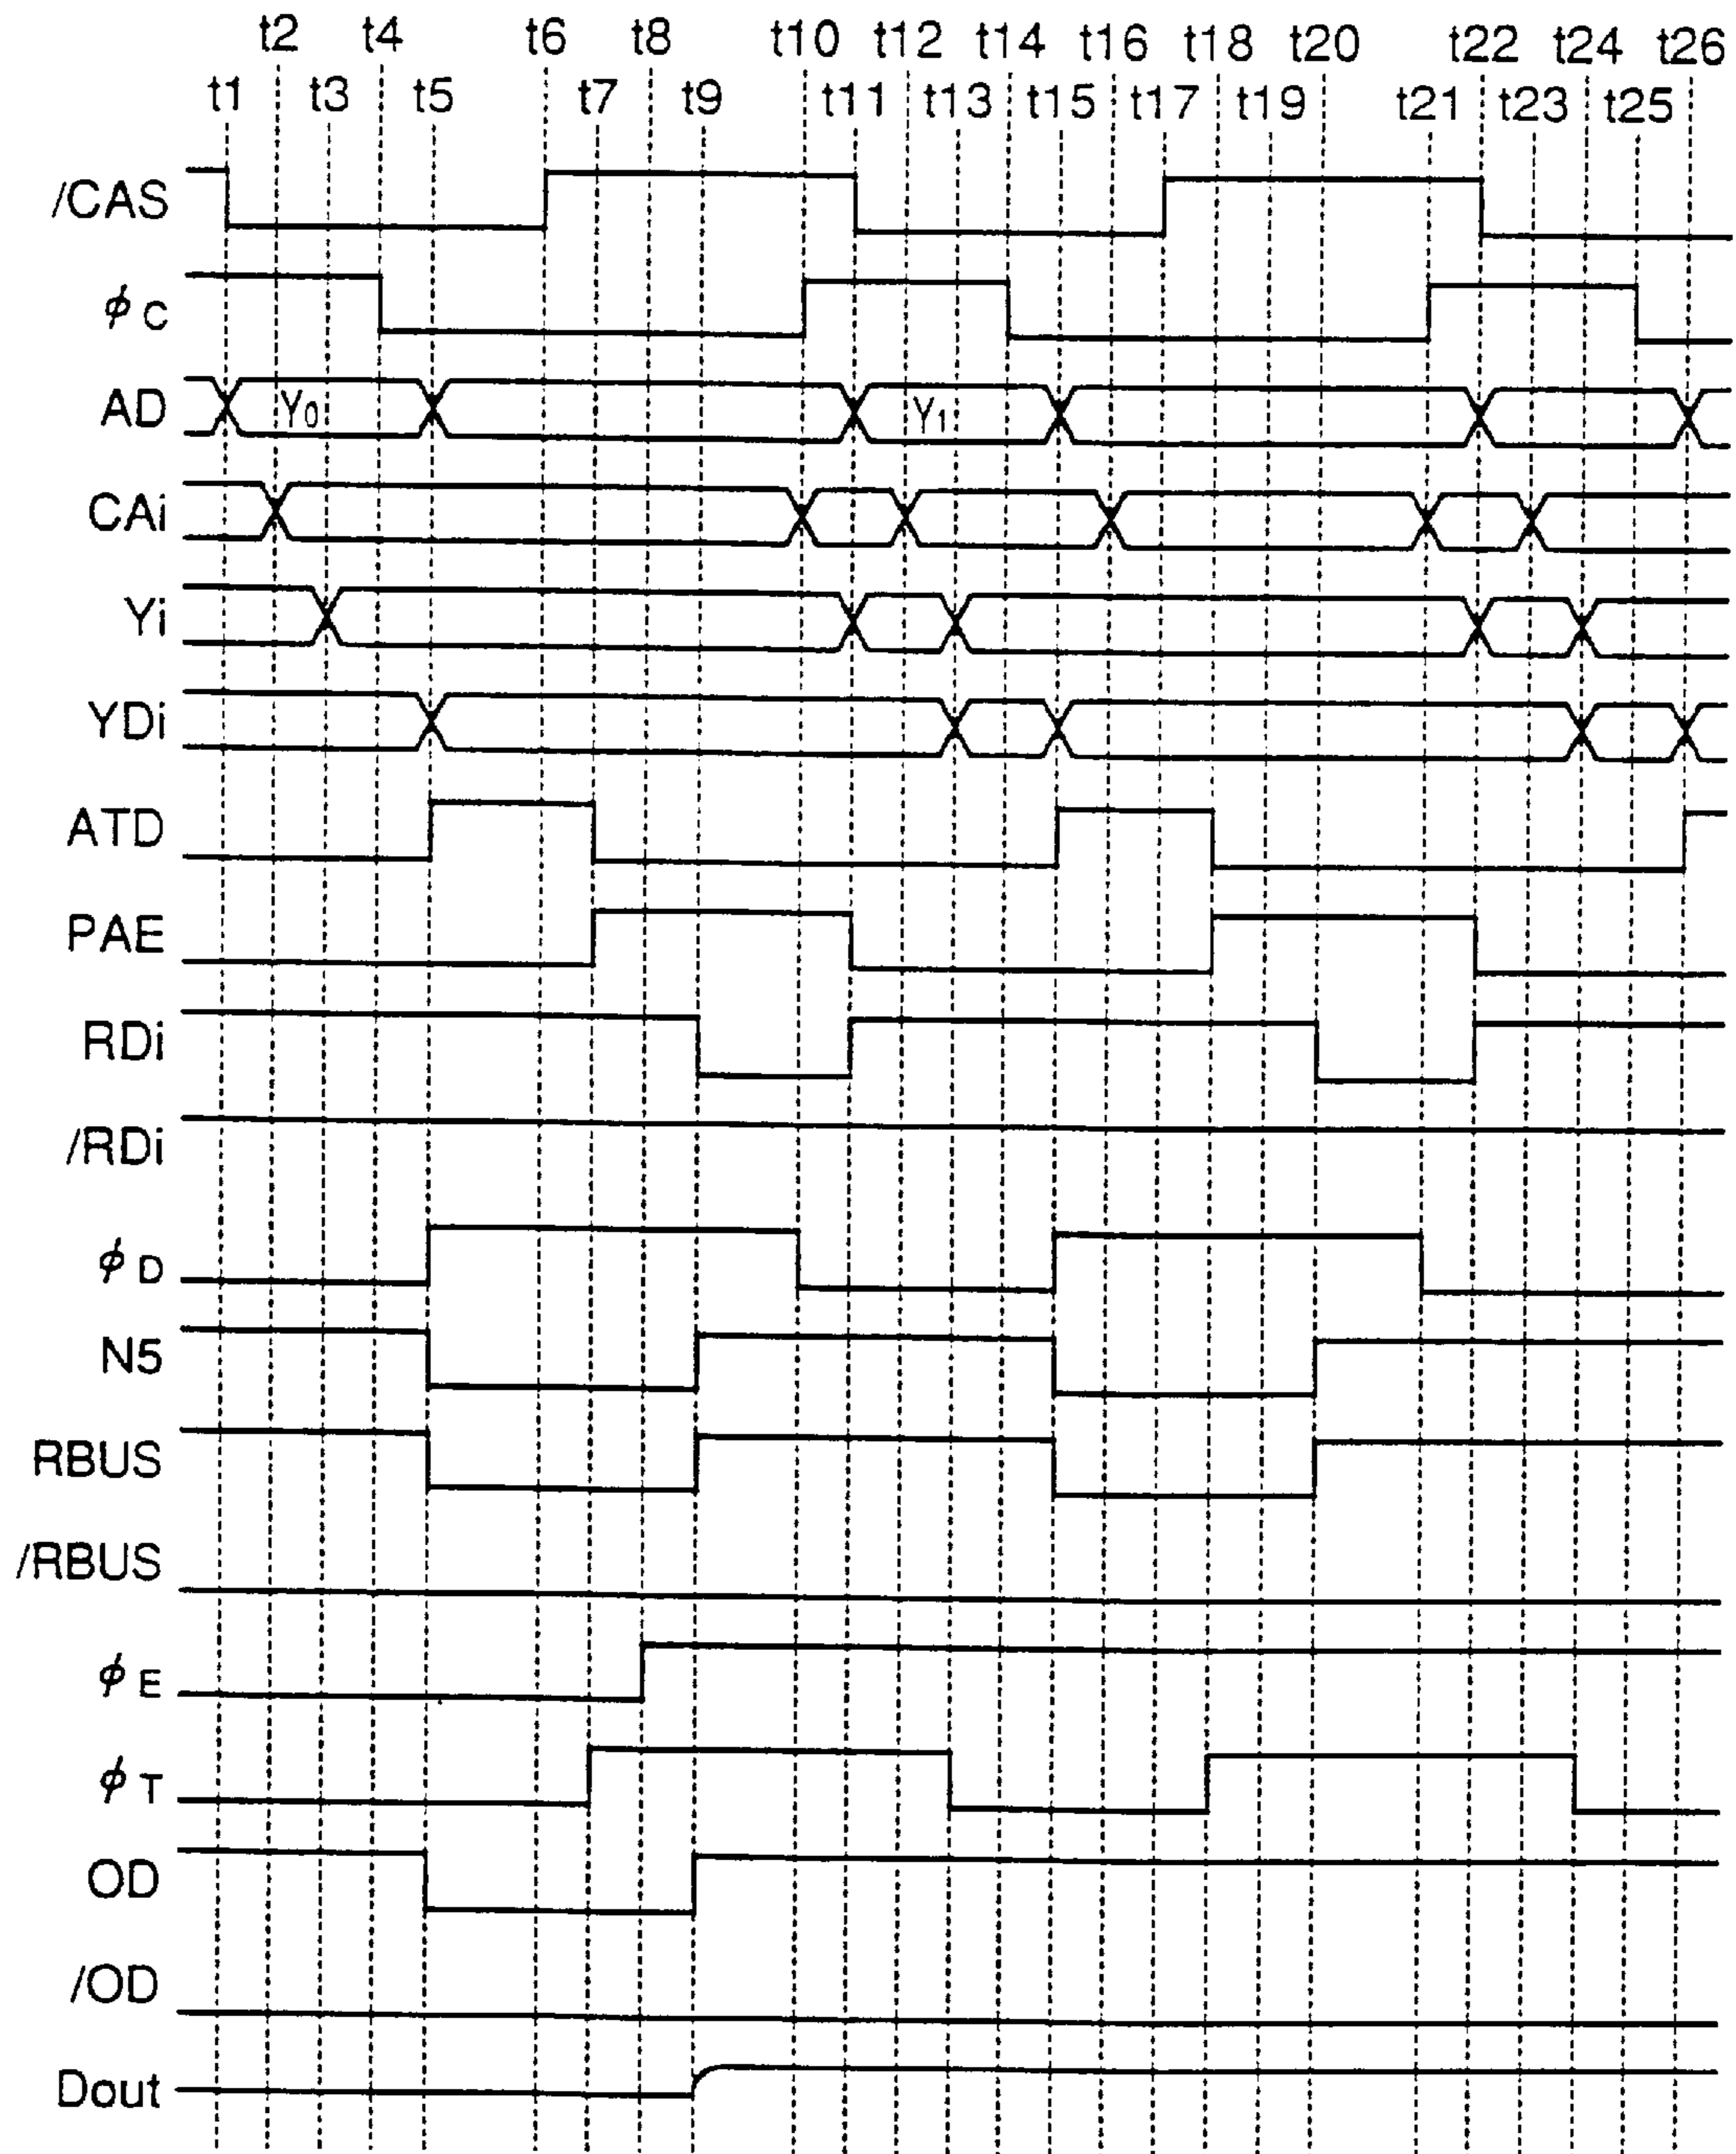 t2 t4 t6 t8 t10 t12 t14 t16 t18 t20 t22 t24 t26
t1 t3 t5 t7 t9 t11 t13 t15 t17 t19 t21 t23 t25
/CAS
ϕC
AD Y0 Y1
CAi
Yi
YDi
ATD
PAE
RDi
/RDi
ϕD
N5
RBUS
/RBUS
ϕE
ϕT
OD
/OD
Dout